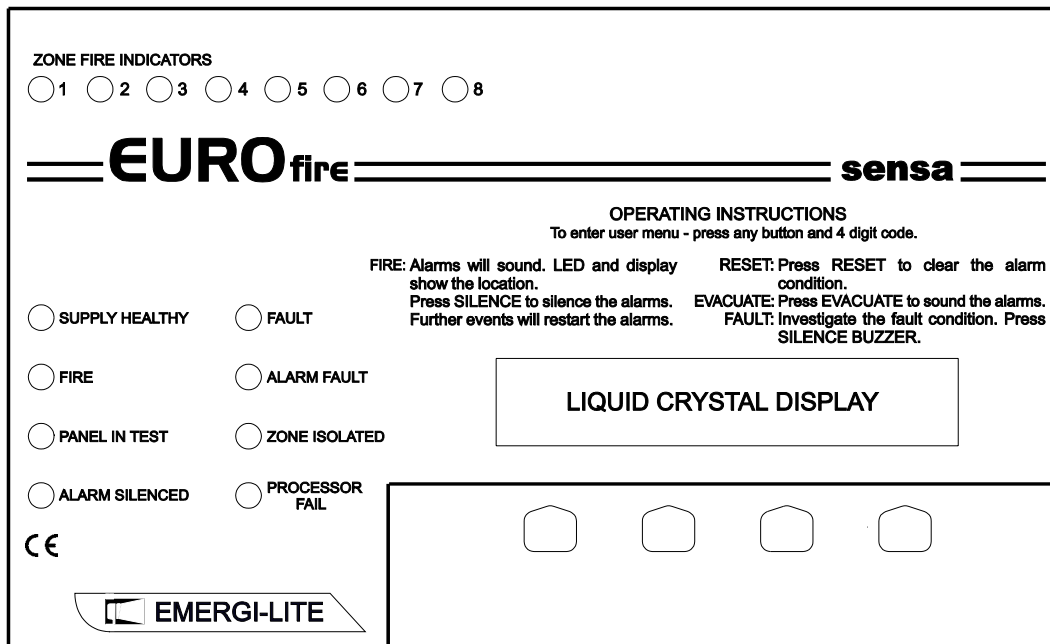 ZONE FIRE INDICATORS
1 2 3 4 5 6 7 8
EUROfire sensa
OPERATING INSTRUCTIONS
To enter user menu - press any button and 4 digit code.
FIRE: Alarms will sound. LED and display
show the location.
Press SILENCE to silence the alarms.
Further events will restart the alarms.
RESET: Press RESET to clear the alarm
condition.
EVACUATE: Press EVACUATE to sound the alarms.
FAULT: Investigate the fault condition. Press
SILENCE BUZZER.
SUPPLY HEALTHY
FAULT
FIRE
ALARM FAULT
PANEL IN TEST
ZONE ISOLATED
ALARM SILENCED
PROCESSOR
FAIL
LIQUID CRYSTAL DISPLAY
CE
EMERGI-LITE